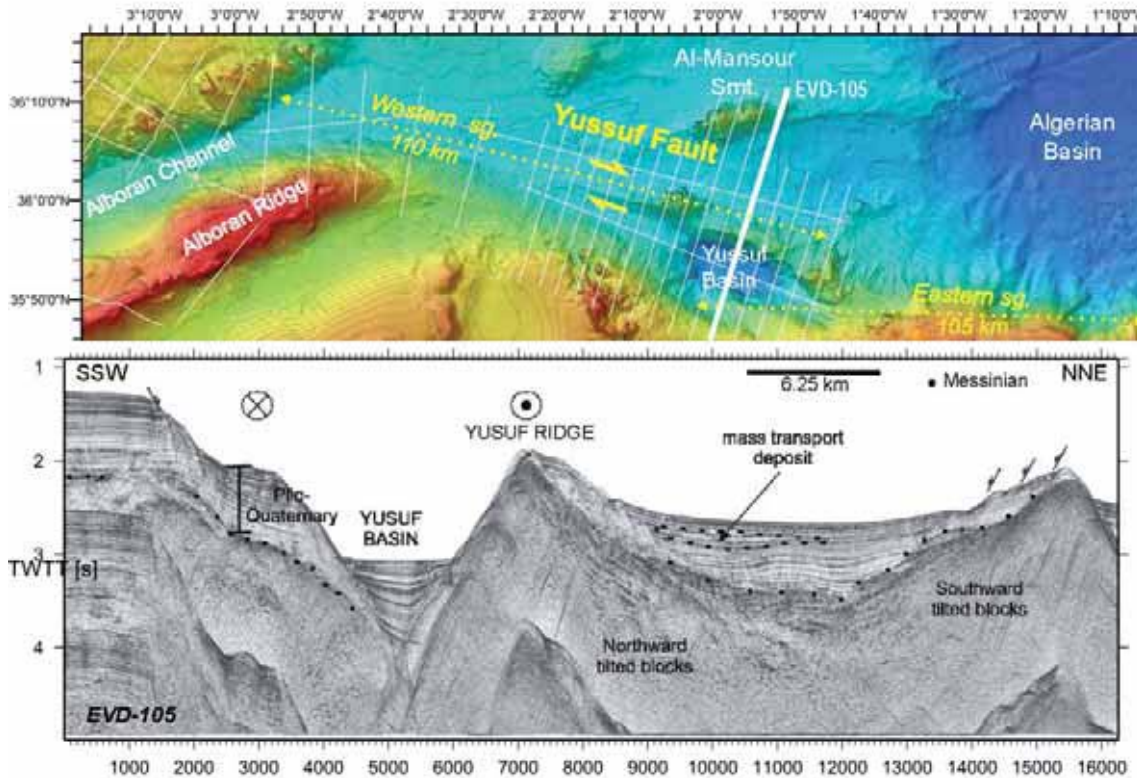 3°10'0"W 3°0'0"W 2°50'0"W 2°40'0"W 2°30'0"W 2°20'0"W 2°10'0"W 2°0'0"W 1°50'0"W 1°40'0"W 1°30'0"W 1°20'0"W 1°10'0"W
Al-Mansour
Smt.
EVD-105
36°10'0"N
36°0'0"N
35°50'0"N
Western sg.
110 km
Yussuf Fault
Algerian
Basin
Alboran Channel
Alboran Ridge
Yussuf
Basin
Eastern sg.
105 km
SSW
NNE
6.25 km
Messinian
YUSUF RIDGE
mass transport
deposit
Plio-
Quaternary
YUSUF
BASIN
1
2
3
TWTT [s]
4
Southward
tilted blocks
Northward
tilted blocks
EVD-105
1000 2000 3000 4000 5000 6000 7000 8000 9000 10000 11000 12000 13000 14000 15000 16000